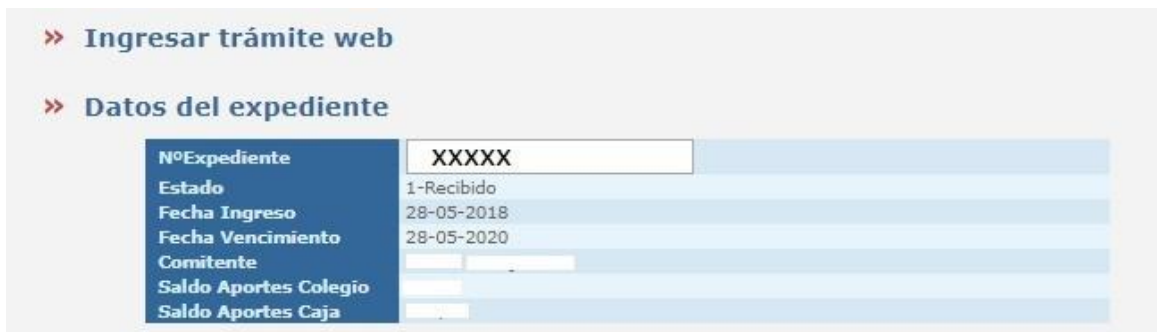 » Ingresar trámite web
» Datos del expediente
NºExpediente XXXXX
Estado 1-Recibido
Fecha Ingreso 28-05-2018
Fecha Vencimiento 28-05-2020
Comitente
Saldo Aportes Colegio
Saldo Aportes Caja